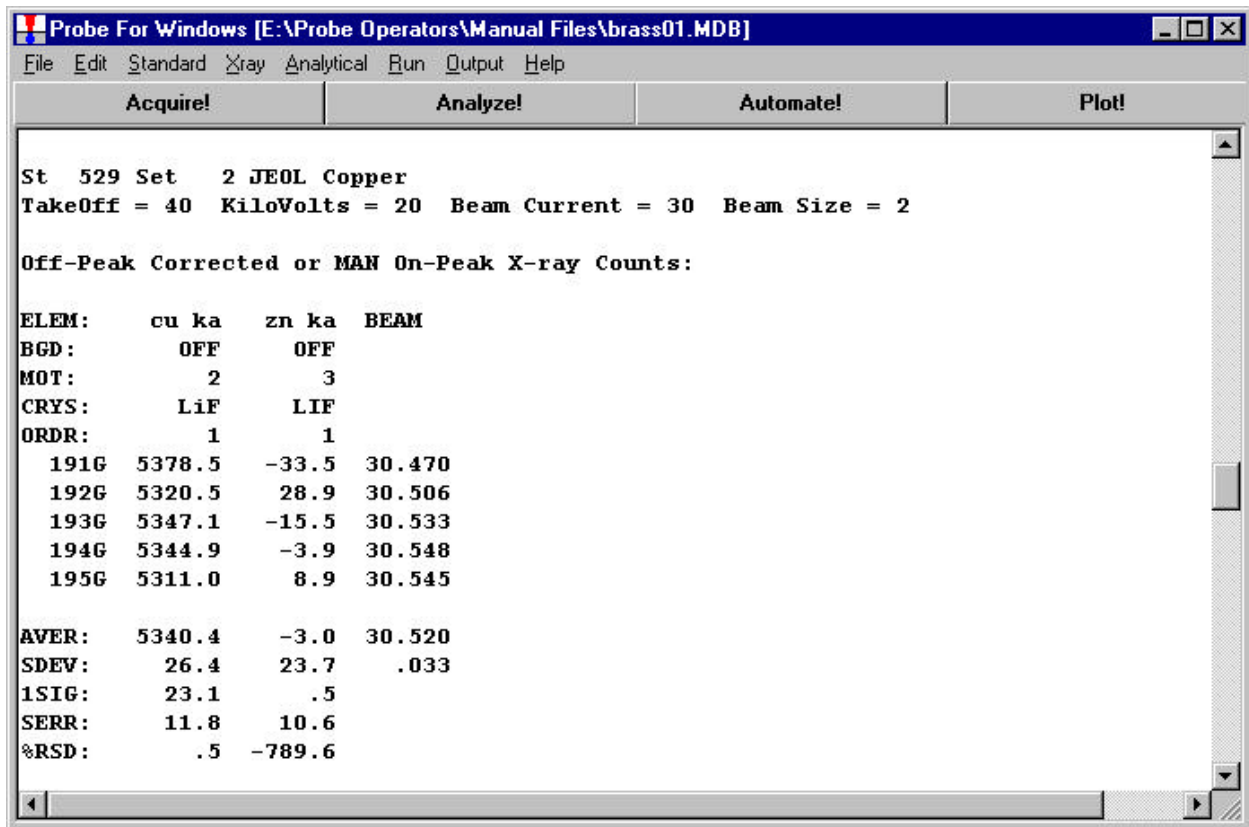 Probe For Windows [E:\Probe Operators\Manual Files\brass01.MDB]
File Edit Standard Xray Analytical Run Output Help
Acquire! Analyze! Automate! Plot!
St 529 Set 2 JEOL Copper
TakeOff = 40 KiloVolts = 20 Beam Current = 30 Beam Size = 2
Off-Peak Corrected or MAN On-Peak X-ray Counts:
ELEM: cu ka zn ka BEAM
BGD: OFF OFF
MOT: 2 3
CRYS: LiF LIF
ORDR: 1 1
191G 5378.5 -33.5 30.470
192G 5320.5 28.9 30.506
193G 5347.1 -15.5 30.533
194G 5344.9 -3.9 30.548
195G 5311.0 8.9 30.545
AVER: 5340.4 -3.0 30.520
SDEV: 26.4 23.7 .033
1SIG: 23.1 .5
SERR: 11.8 10.6
%RSD: .5 -789.6